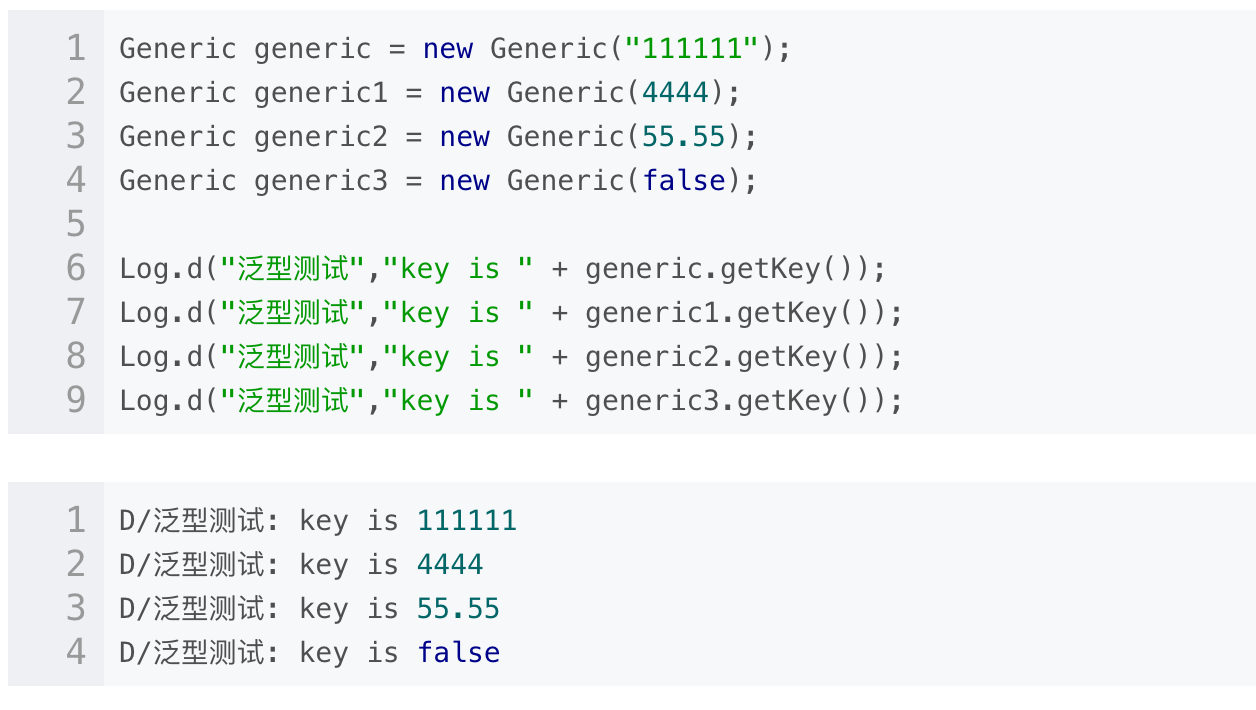 1 Generic generic = new Generic("111111");
2 Generic generic1 = new Generic(4444);
3 Generic generic2 = new Generic(55.55);
4 Generic generic3 = new Generic(false);
5
6 Log.d("泛型测试","key is " + generic.getKey());
7 Log.d("泛型测试","key is " + generic1.getKey());
8 Log.d("泛型测试","key is " + generic2.getKey());
9 Log.d("泛型测试","key is " + generic3.getKey());
1 D/泛型测试: key is 111111
2 D/泛型测试: key is 4444
3 D/泛型测试: key is 55.55
4 D/泛型测试: key is false